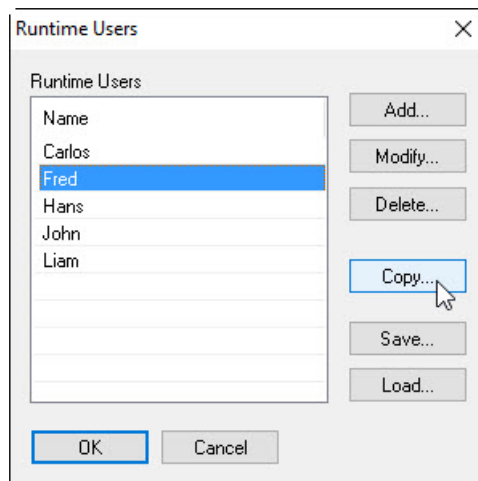 Runtime Users
Runtime Users
Name
Carlos
Fred
Hans
John
Liam
Add...
Modify...
Delete...
Copy...
Save...
Load...
OK
Cancel